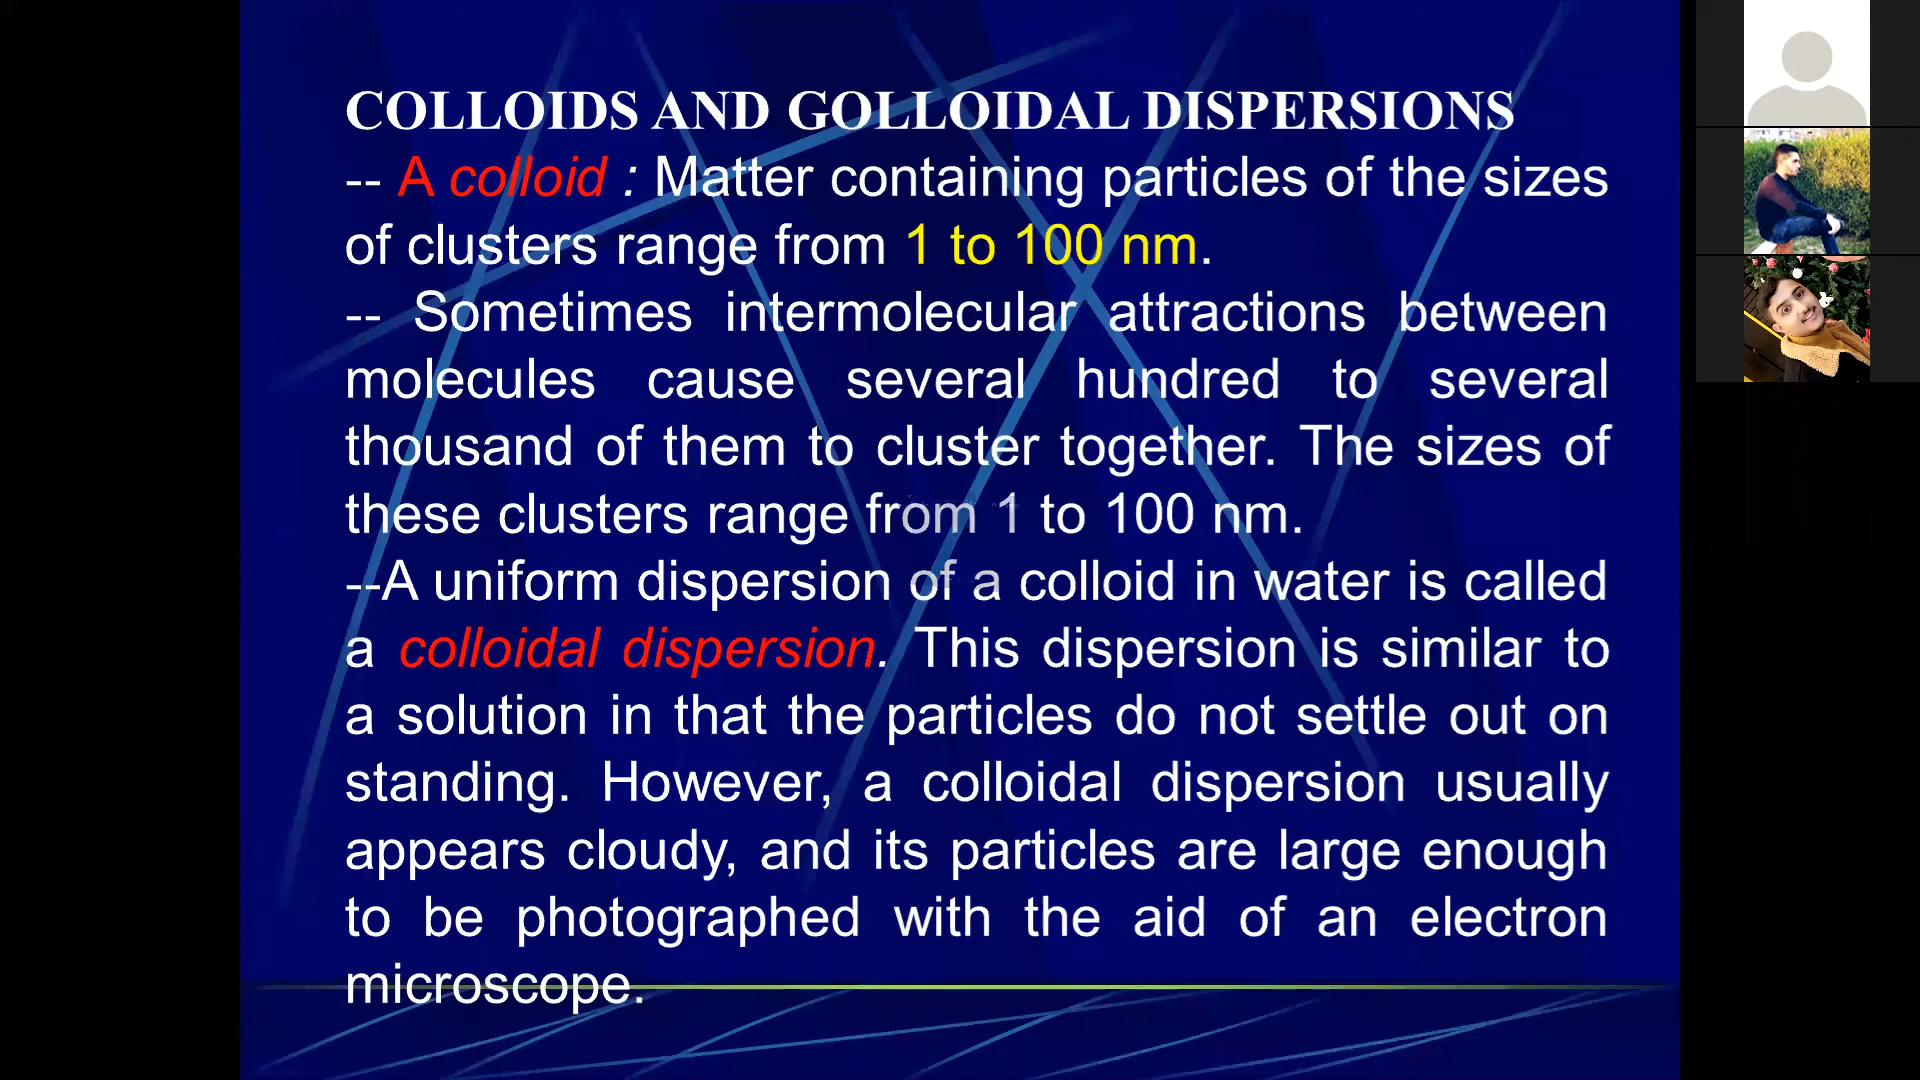 COLLOIDS AND GOLLOIDAL DISPERSIONS
-- A colloid : Matter containing particles of the sizes
of clusters range from 1 to 100 nm.
-- Sometimes intermolecular attractions between
molecules cause several hundred to several
thousand of them to cluster together. The sizes of
these clusters range from 1 to 100 nm.
--A uniform dispersion of a colloid in water is called
a colloidal dispersion. This dispersion is similar to
a solution in that the particles do not settle out on
standing. However, a colloidal dispersion usually
appears cloudy, and its particles are large enough
to be photographed with the aid of an electron
microscope.